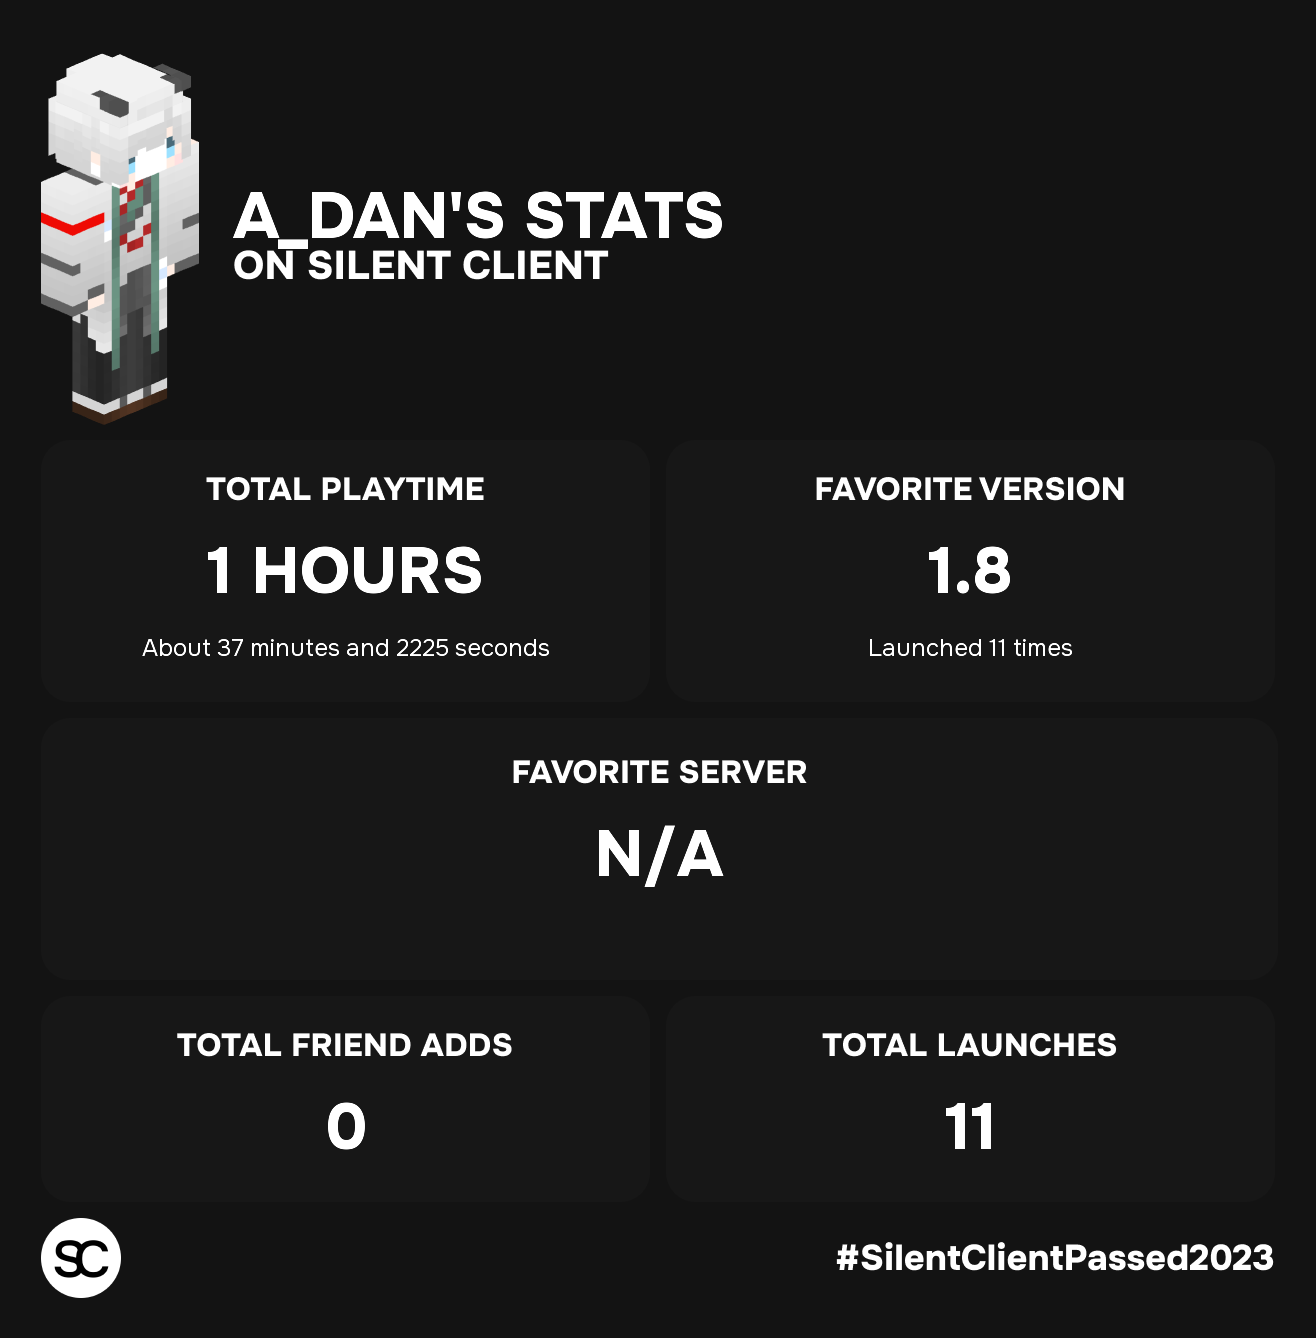 A_DAN'S STATS
ON SILENT CLIENT
TOTAL PLAYTIME
1 HOURS
About 37 minutes and 2225 seconds
FAVORITE VERSION
1.8
Launched 11 times
FAVORITE SERVER
N/A
TOTAL FRIEND ADDS
0
TOTAL LAUNCHES
11
SC
#SilentClientPassed2023